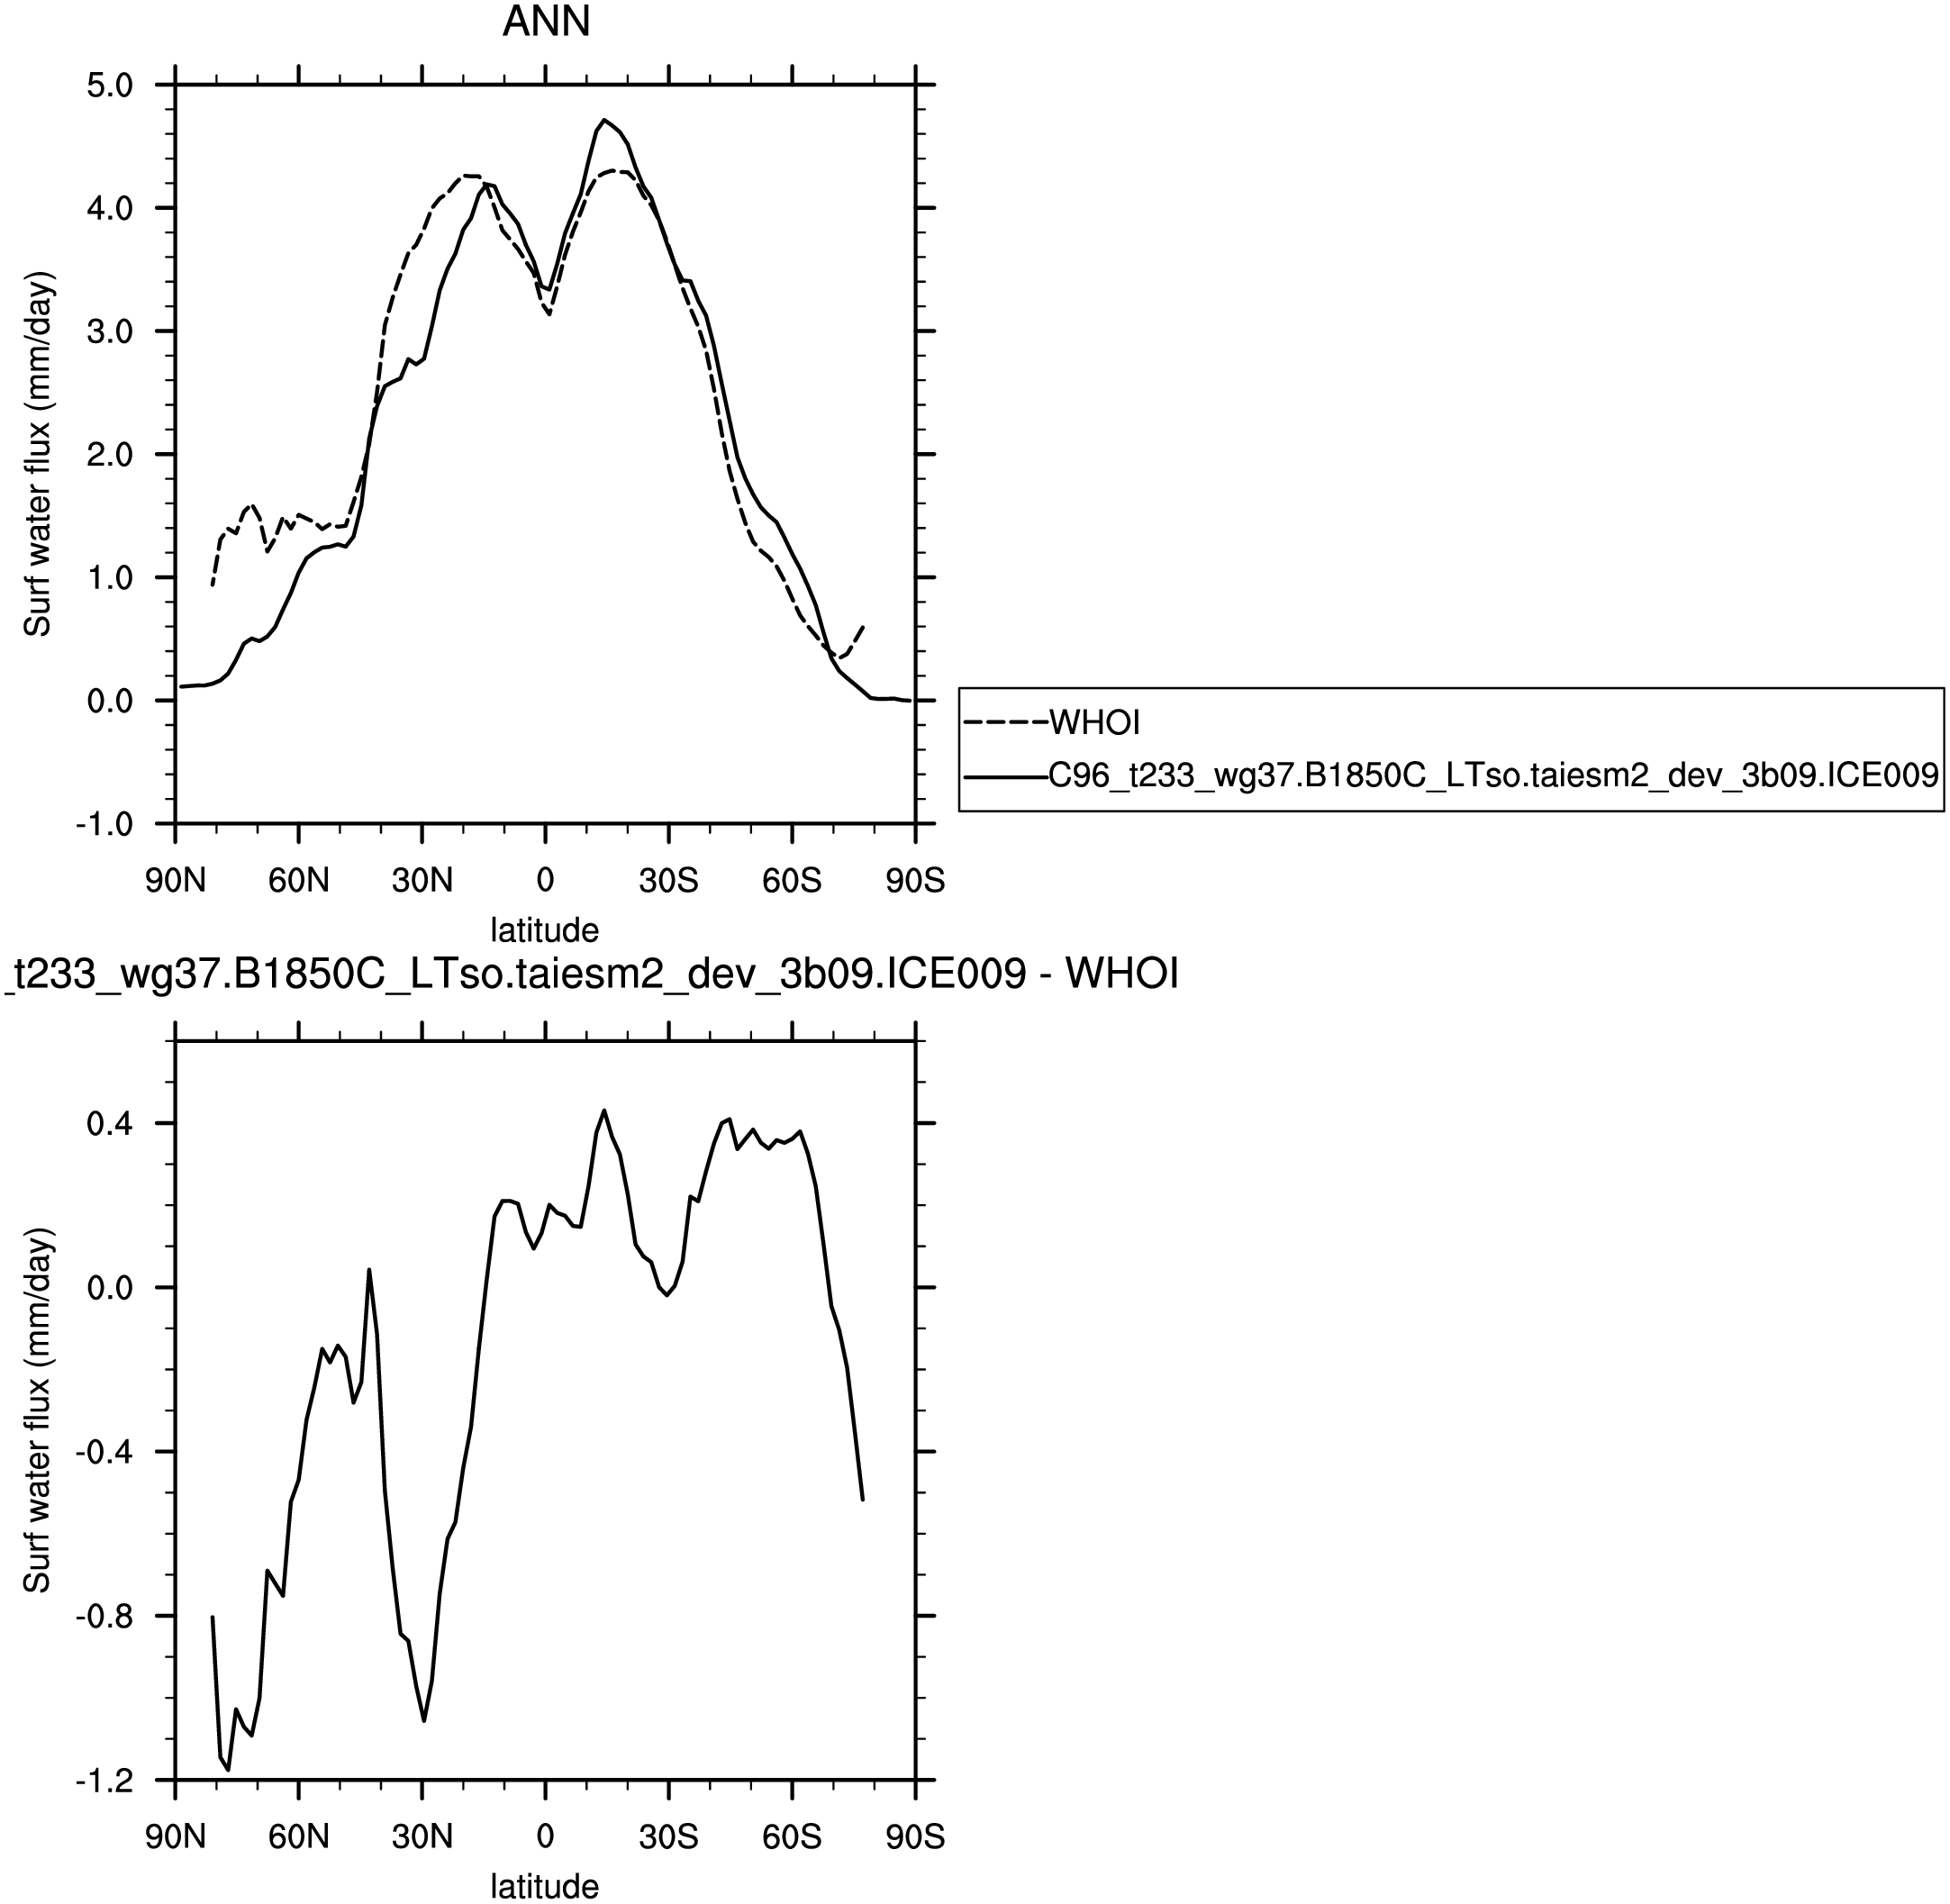 ANN
5.0
4.0
3.0
2.0
1.0
0.0
-1.0
Surf water flux (mm/day)
90N 60N 30N 0 30S 60S 90S
latitude
WHOI
C96_t233_wg37.B1850C_LTso.taiesm2_dev_3b09.ICE009
_t233_wg37.B1850C_LTso.taiesm2_dev_3b09.ICE009 - WHOI
0.4
0.0
-0.4
-0.8
-1.2
Surf water flux (mm/day)
90N 60N 30N 0 30S 60S 90S
latitude